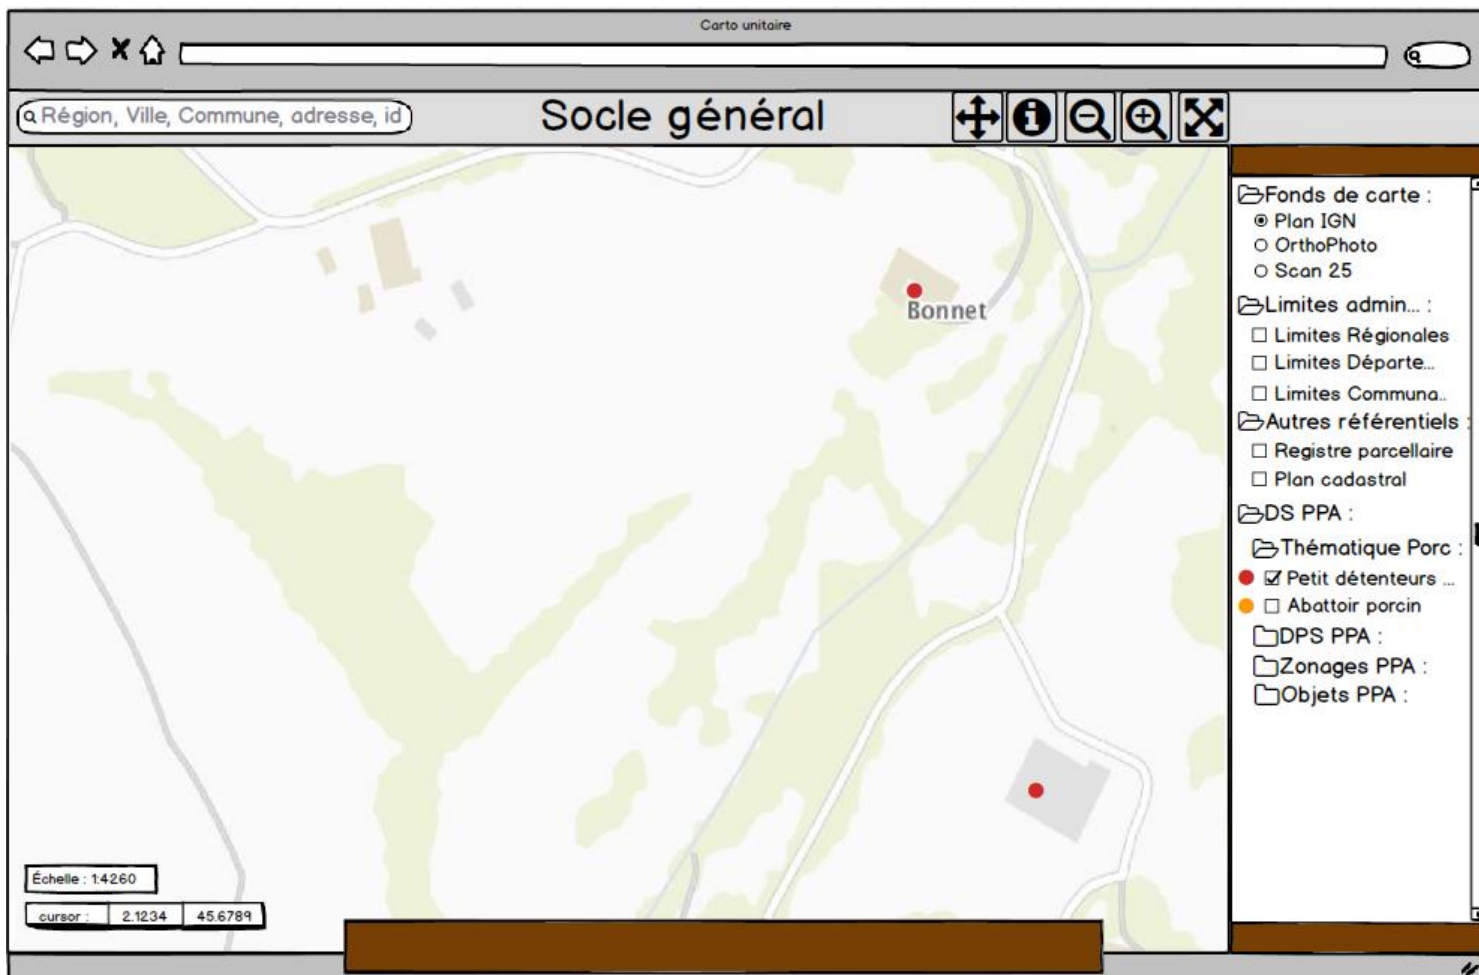 Carto unitaire
Région, Ville, Commune, adresse, id
Socle général
Fonds de carte :
Plan IGN
OrthoPhoto
Scan 25
Limites admin... :
Limites Régionales
Limites Départe...
Limites Communa..
Autres référentiels :
Registre parcellaire
Plan cadastral
DS PPA :
Thématique Porc :
Petit détenteurs ...
Abattoir porcin
DPS PPA :
Zonages PPA :
Objets PPA :
Bonnet
Échelle : 1:4260
cursor : 2.1234 45.6789